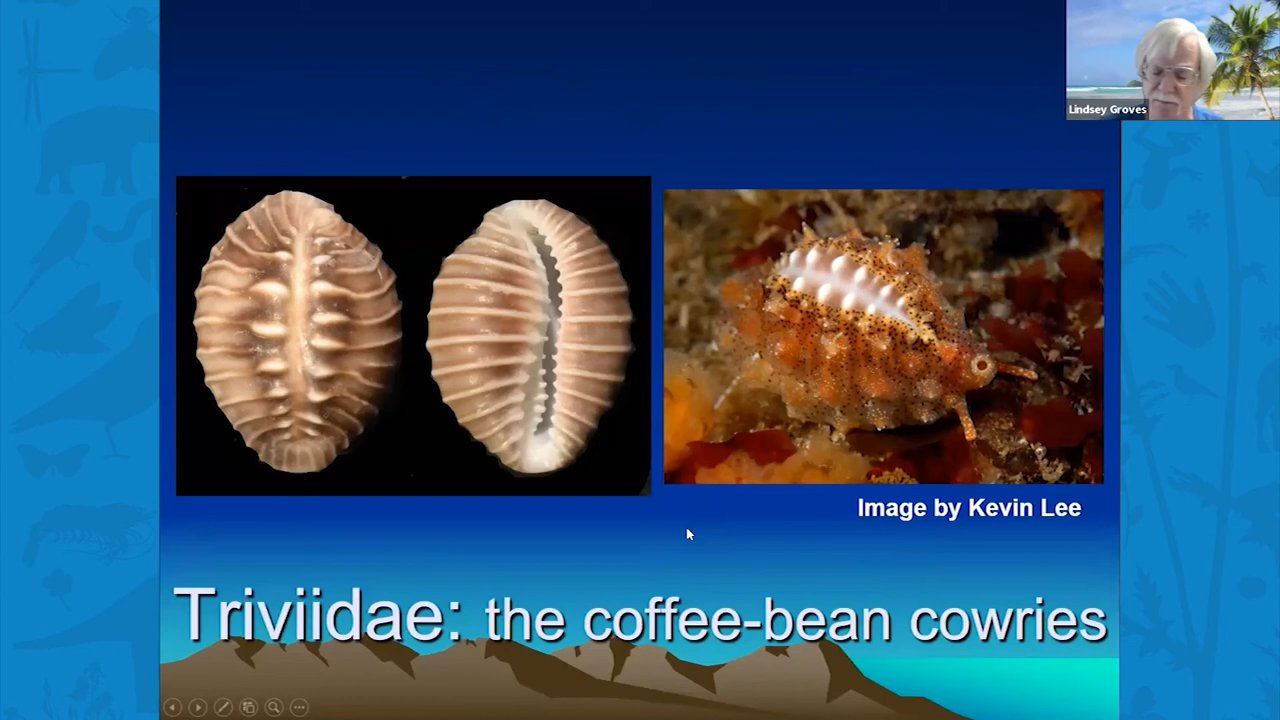 Lindsey Groves
Image by Kevin Lee
Triviidae: the coffee-bean cowries